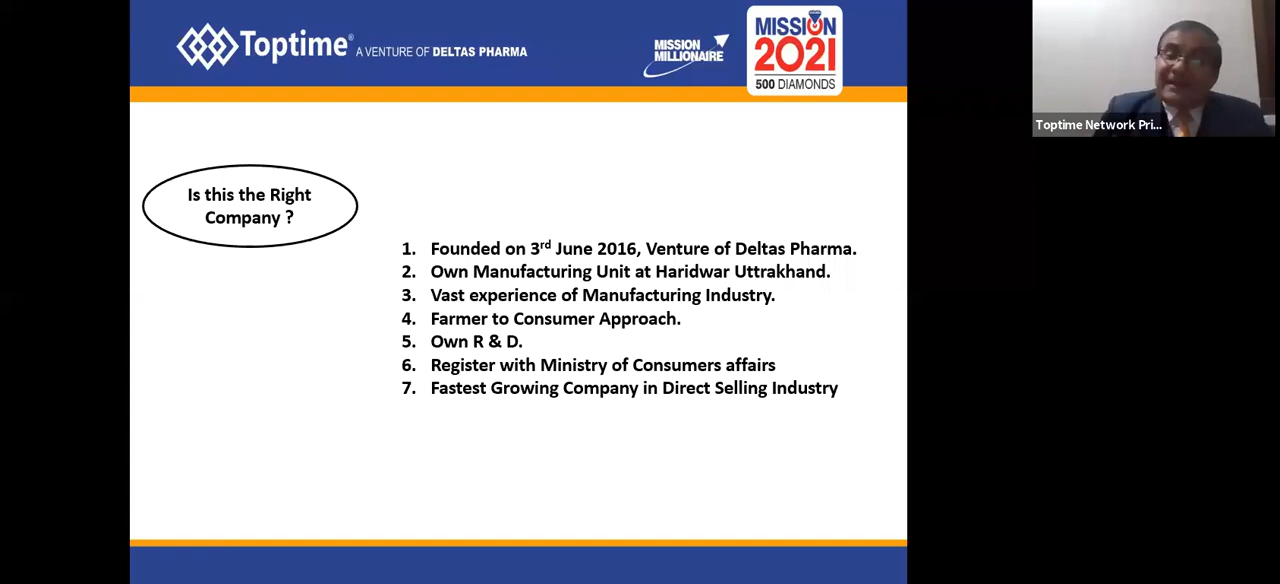 Toptime® A VENTURE OF DELTAS PHARMA
MISSION
MILLIONAIRE
MISSION
2021
500 DIAMONDS
Toptime Network Pri...
Is this the Right
Company ?
1. Founded on 3rd June 2016, Venture of Deltas Pharma.
2. Own Manufacturing Unit at Haridwar Uttrakhand.
3. Vast experience of Manufacturing Industry.
4. Farmer to Consumer Approach.
5. Own R & D.
6. Register with Ministry of Consumers affairs
7. Fastest Growing Company in Direct Selling Industry